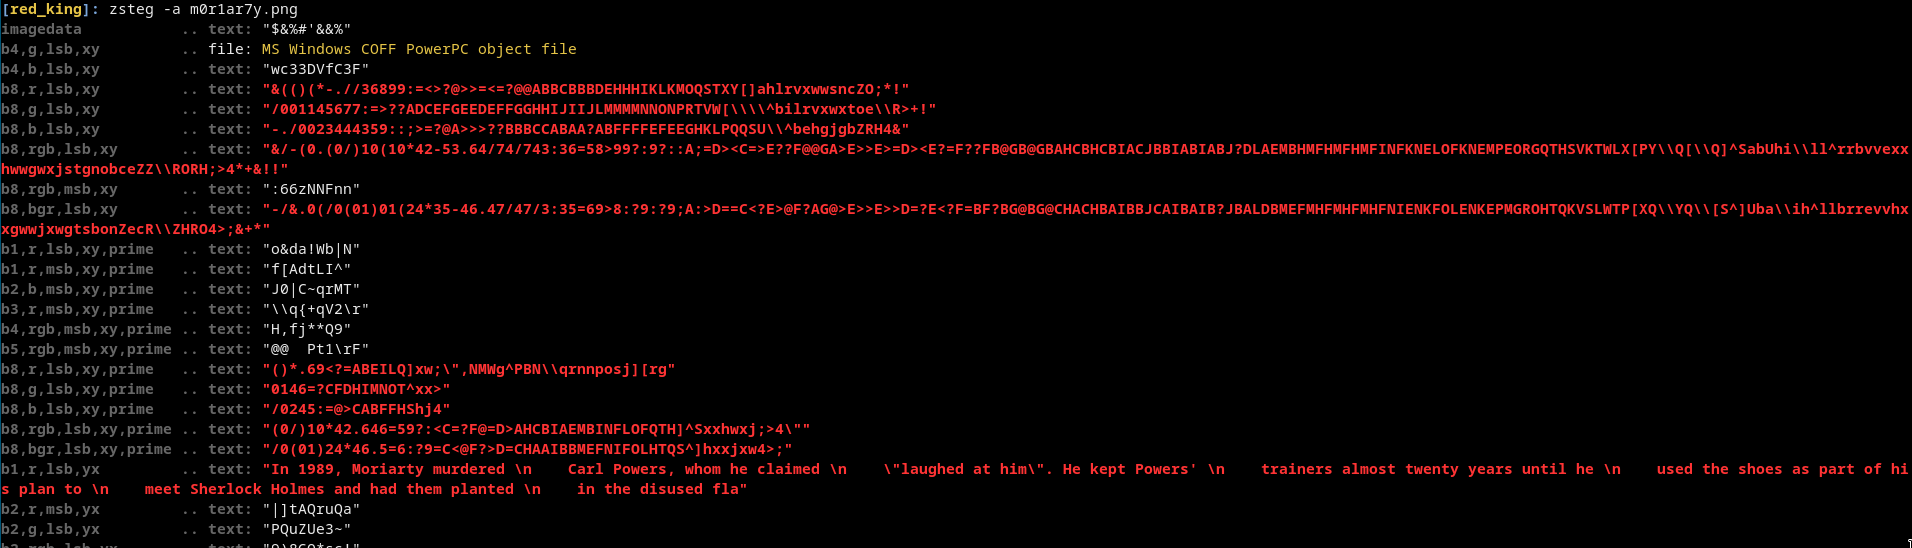 [red_king]: zsteg -a m0r1ar7y.png
imagedata .. text: "$&%#'&&%"
b4,g,lsb,xy .. file: MS Windows COFF PowerPC object file
b4,b,lsb,xy .. text: "wc33DVfC3F"
b8,r,lsb,xy .. text: "&(()(*-.//36899:=<>?@>>=<=?@@ABBCBBBDEHHHIKLKMOQSTXY[]ahlrvxwwsncZO;*!"
b8,g,lsb,xy .. text: "/001145677:=>??ADCEFGEEDEFFGGHHIJIIJLMMMMNNONPRTVW[\\\\^bilrvxwxtoe\\R>+!"
b8,b,lsb,xy .. text: "-./0023444359::;>=?@A>>>??BBBCCABAA?ABFFFFEFEEGHKLPQQSU\\^behgjgbZRH4&"
b8,rgb,lsb,xy .. text: "&/-(0.(0/)10(10*42-53.64/74/743:36=58>99?:9?::A;=D><C=>E??F@@GA>E>>E>=D><E?=F??FB@GB@GBAHCBHCBIACJBBIABIABJ?DLAEMBHMFHMFHMFINFKNELOFKNEMPEORGQTHSVKTWLX[PY\\Q[\\Q]^SabUhi\\ll^rrbvvexx
hwwgwxjstgnobceZZ\\RORH;>4*+&!!"
b8,rgb,msb,xy .. text: ":66zNNFnn"
b8,bgr,lsb,xy .. text: "-/&.0(/0(01)01(24*35-46.47/47/3:35=69>8:?9:?9;A:>D==C<?E>@F?AG@>E>>E>>D=?E<?F=BF?BG@BG@CHACHBAIBBJCAIBAIB?JBALDBMEFMHFMHFMHFNIENKFOLENKEPMGROHTQKVSLWTP[XQ\\YQ\\[S^]Uba\\ih^llbrrevvhx
xgwwjxwgtsbonZecR\\ZHRO4>;&+*"
b1,r,lsb,xy,prime .. text: "o&da!Wb|N"
b1,r,msb,xy,prime .. text: "f[AdtLI^"
b2,b,msb,xy,prime .. text: "J0|C~qrMT"
b3,r,msb,xy,prime .. text: "\\q{+qV2\r"
b4,rgb,msb,xy,prime .. text: "H,fj**Q9"
b5,rgb,msb,xy,prime .. text: "@@  Pt1\rF"
b8,r,lsb,xy,prime .. text: "()*.69<?=ABEILQ]xw;\",NMWg^PBN\\qrnnposj][rg"
b8,g,lsb,xy,prime .. text: "0146=?CFDHIMNOT^xx>"
b8,b,lsb,xy,prime .. text: "/0245:=@>CABFFHShj4"
b8,rgb,lsb,xy,prime .. text: "(0/)10*42.646=59?:<C=?F@=D>AHCBIAEMBINFLOFQTH]^Sxxhwxj;>4\""
b8,bgr,lsb,xy,prime .. text: "/0(01)24*46.5=6:?9=C<@F?>D=CHAAIBBMEFNIFOLHTQS^]hxxjxw4>;"
b1,r,lsb,yx .. text: "In 1989, Moriarty murdered \n    Carl Powers, whom he claimed \n    \"laughed at him\". He kept Powers' \n    trainers almost twenty years until he \n    used the shoes as part of hi
s plan to \n    meet Sherlock Holmes and had them planted \n    in the disused fla"
b2,r,msb,yx .. text: "|]tAQruQa"
b2,g,lsb,yx .. text: "PQuZUe3~"